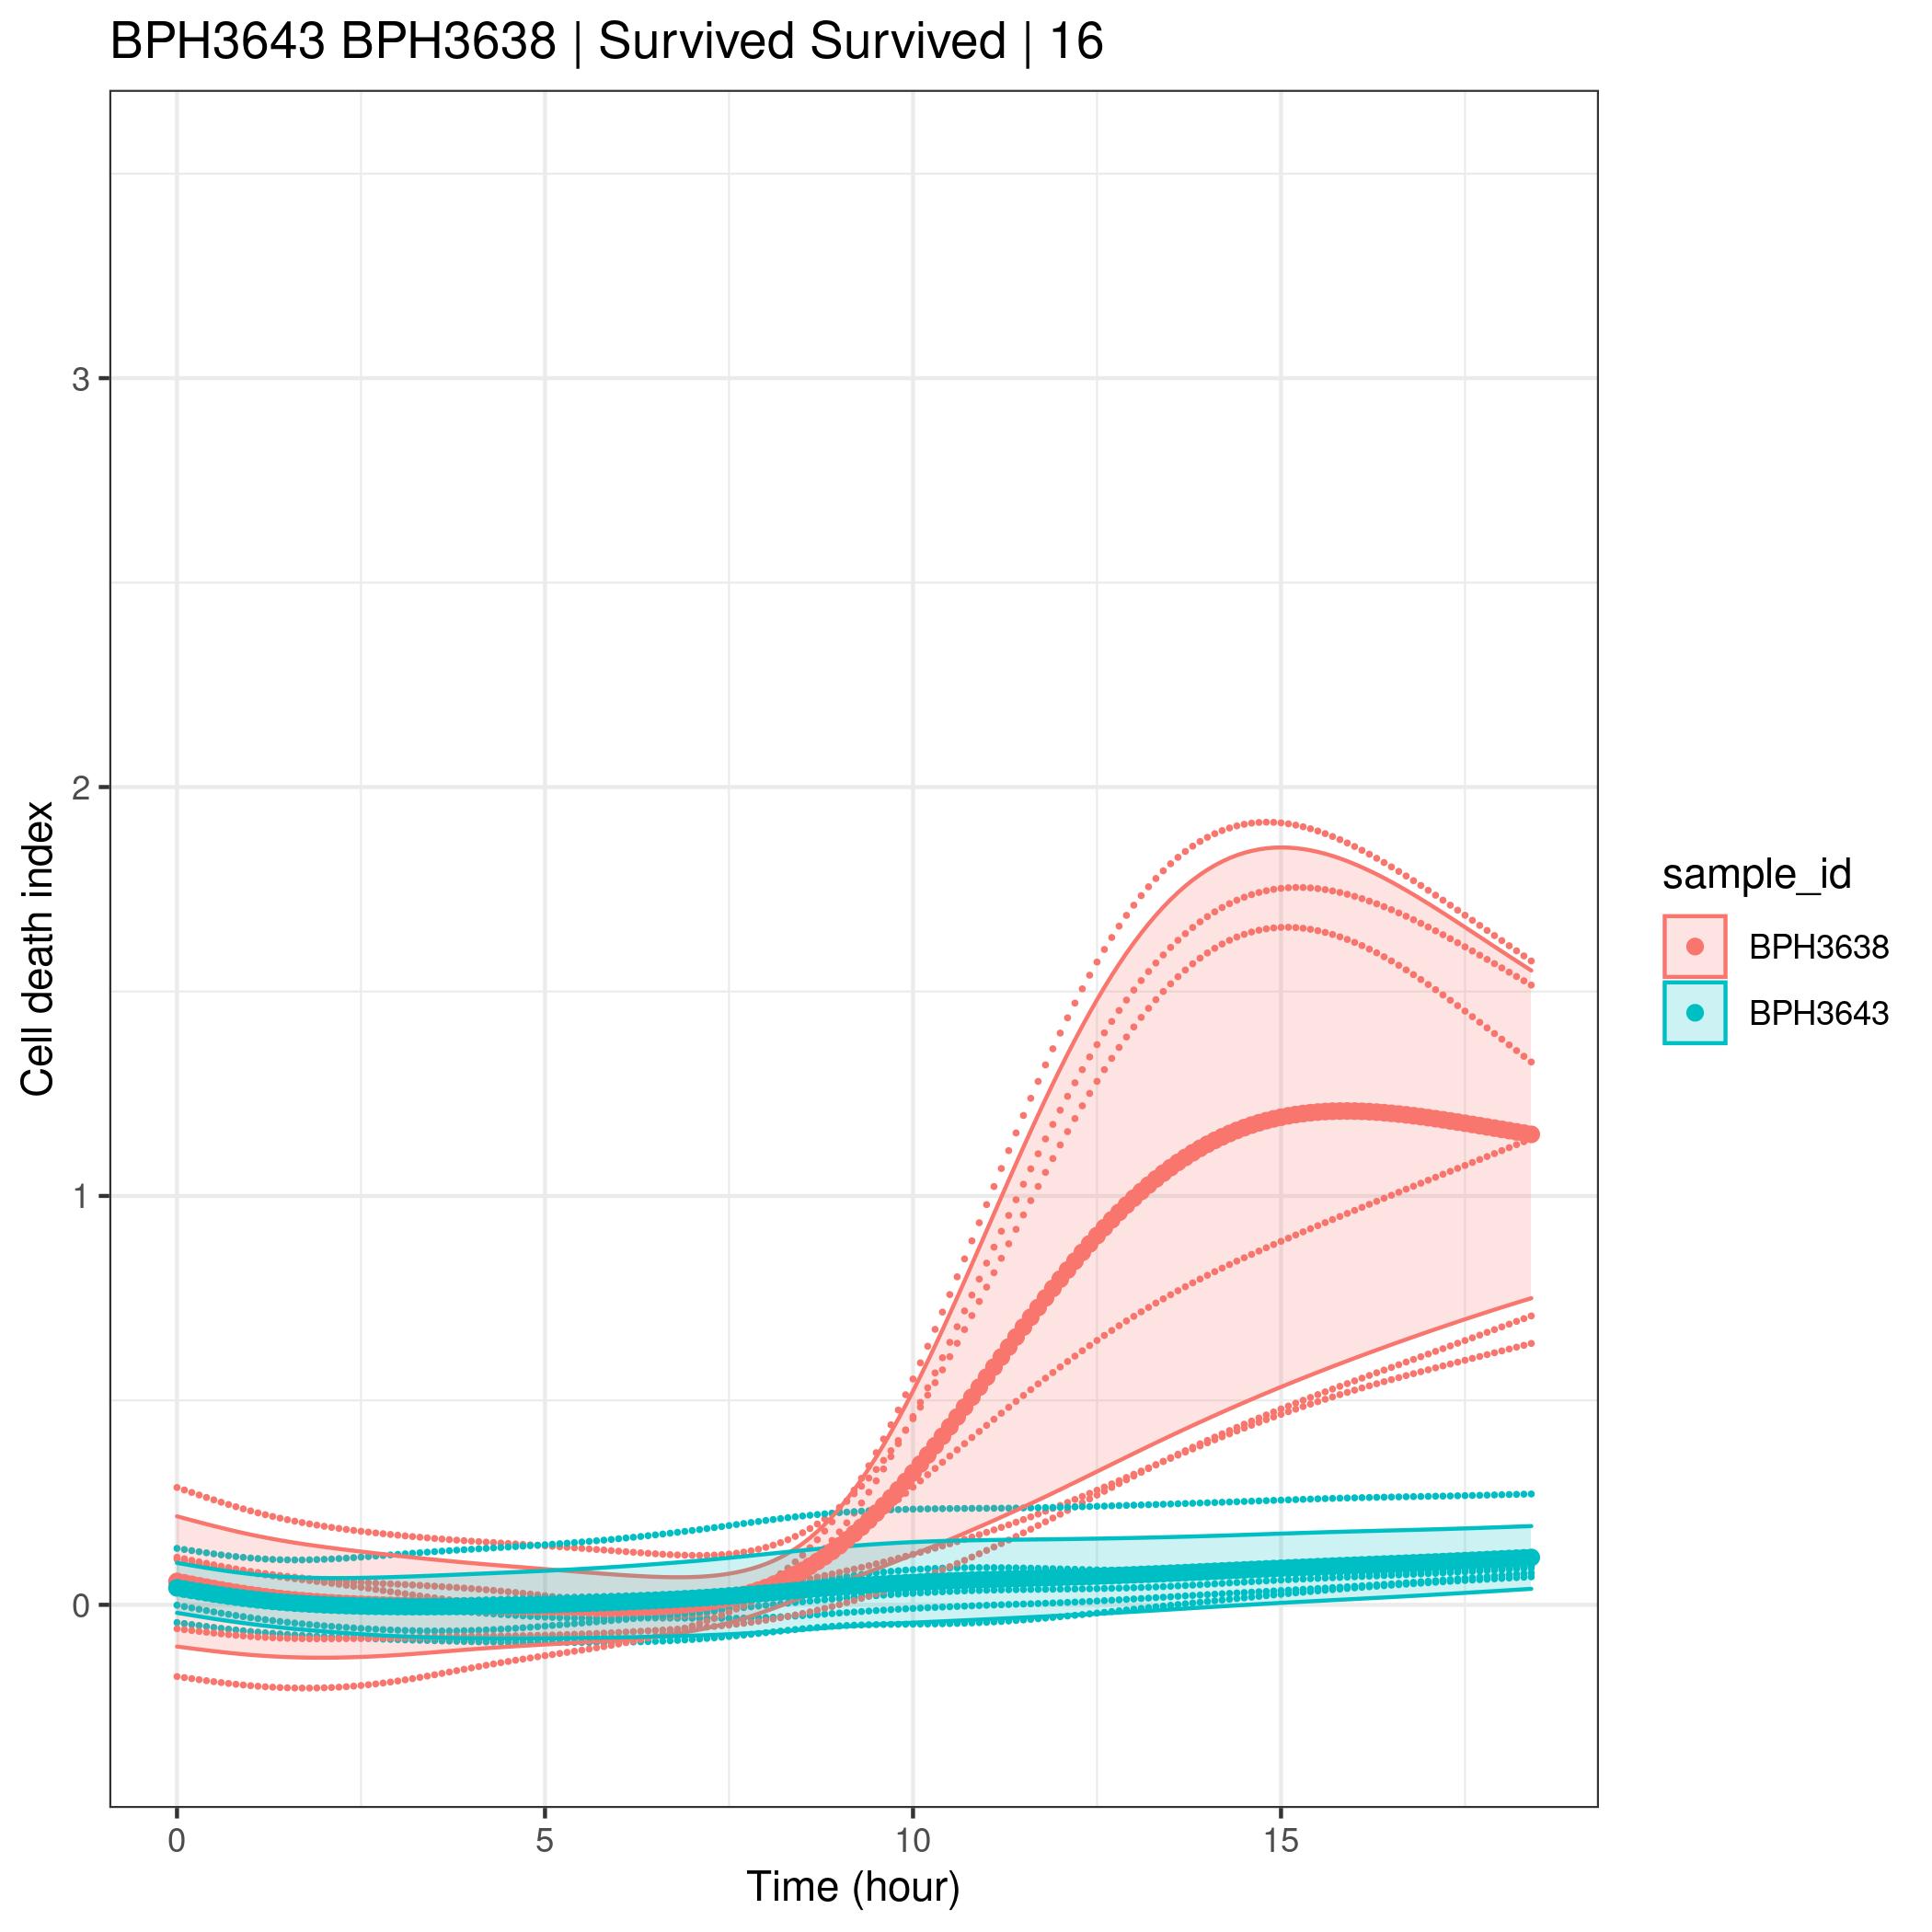 BPH3643 BPH3638 | Survived Survived | 16
3
2
1
0
Cell death index
0 5 10 15
Time (hour)
sample_id
BPH3638
BPH3643